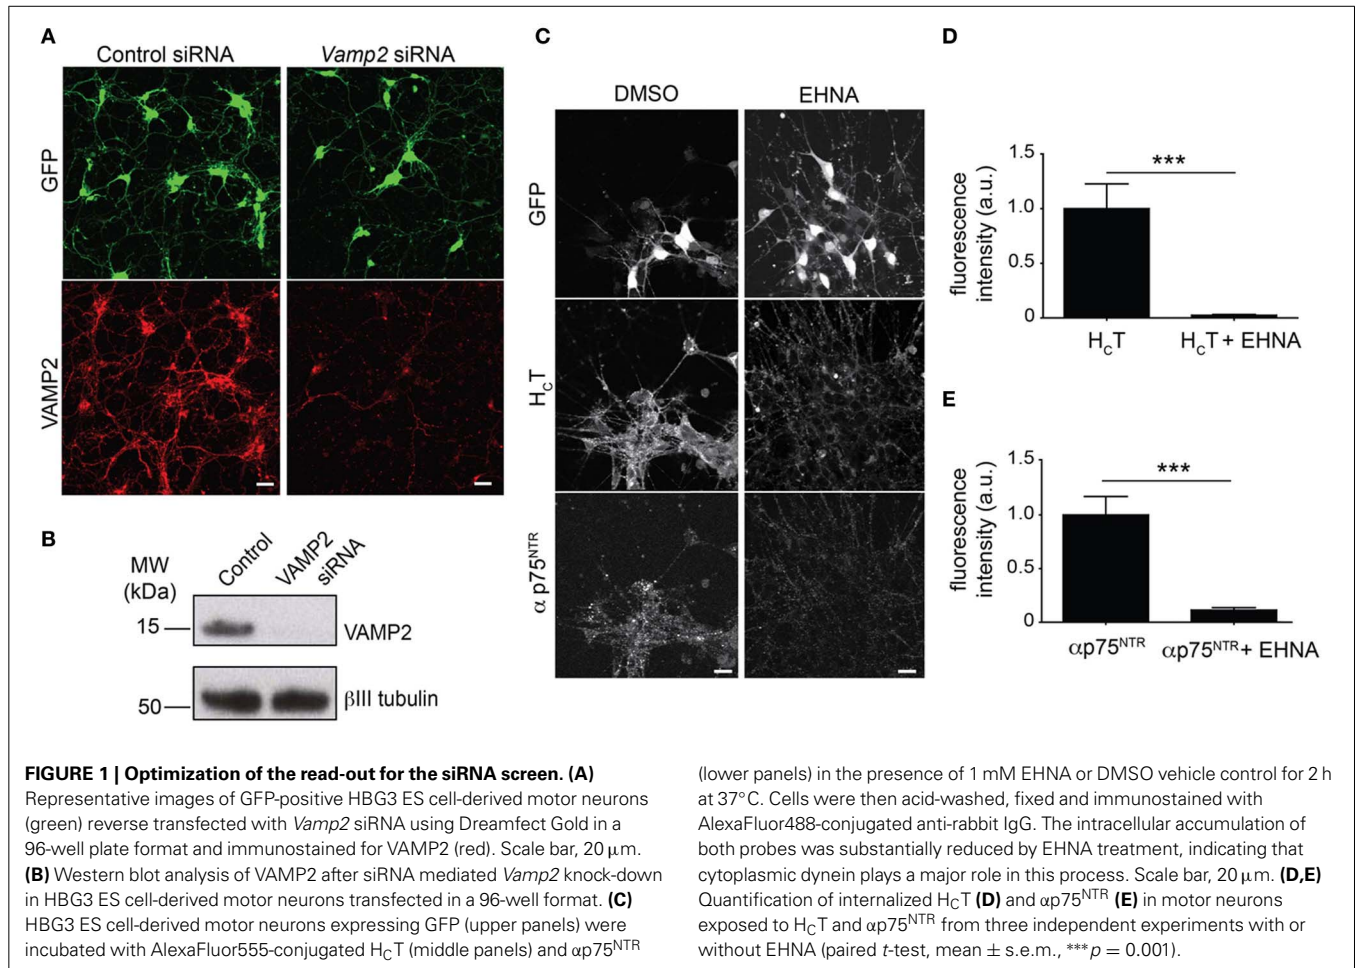 A
Control siRNA
Vamp2 siRNA
GFP
VAMP2
B
MW
(kDa)
Control
VAMP2
siRNA
15
VAMP2
50
βIII tubulin
C
DMSO
EHNA
GFP
HCT
α p75NTR
D
fluorescence
intensity (a.u.)
1.5
1.0
0.5
0
***
HCT
HCT + EHNA
E
fluorescence
intensity (a.u.)
1.5
1.0
0.5
0
***
αp75NTR
αp75NTR + EHNA
FIGURE 1 | Optimization of the read-out for the siRNA screen. (A)
Representative images of GFP-positive HBG3 ES cell-derived motor neurons
(green) reverse transfected with Vamp2 siRNA using Dreamfect Gold in a
96-well plate format and immunostained for VAMP2 (red). Scale bar, 20 μm.
(B) Western blot analysis of VAMP2 after siRNA mediated Vamp2 knock-down
in HBG3 ES cell-derived motor neurons transfected in a 96-well format. (C)
HBG3 ES cell-derived motor neurons expressing GFP (upper panels) were
incubated with AlexaFluor555-conjugated HCT (middle panels) and αp75NTR
(lower panels) in the presence of 1 mM EHNA or DMSO vehicle control for 2 h
at 37°C. Cells were then acid-washed, fixed and immunostained with
AlexaFluor488-conjugated anti-rabbit IgG. The intracellular accumulation of
both probes was substantially reduced by EHNA treatment, indicating that
cytoplasmic dynein plays a major role in this process. Scale bar, 20 μm. (D,E)
Quantification of internalized HCT (D) and αp75NTR (E) in motor neurons
exposed to HCT and αp75NTR from three independent experiments with or
without EHNA (paired t-test, mean ± s.e.m., ***p = 0.001).